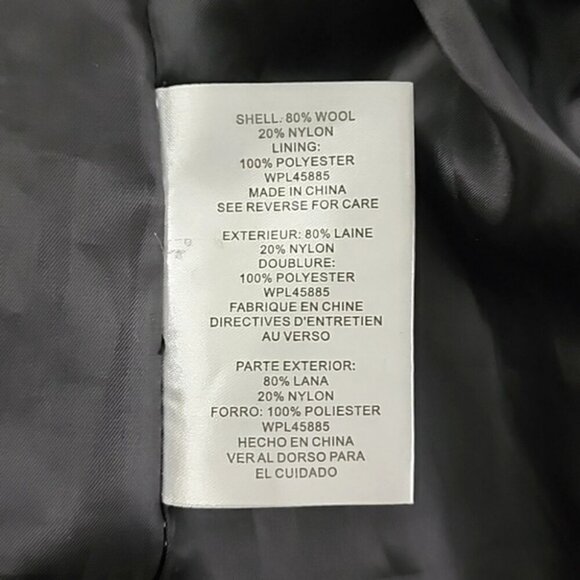 SHELL: 80% WOOL
20% NYLON
LINING:
100% POLYESTER
WPL45885
MADE IN CHINA
SEE REVERSE FOR CARE
EXTERIEUR: 80% LAINE
20% NYLON
DOUBLURE:
100% POLYESTER
WPL45885
FABRIQUE EN CHINE
DIRECTIVES D'ENTRETIEN
AU VERSO
PARTE EXTERIOR:
80% LANA
20% NYLON
FORRO: 100% POLIESTER
WPL45885
HECHO EN CHINA
VER AL DORSO PARA
EL CUIDADO